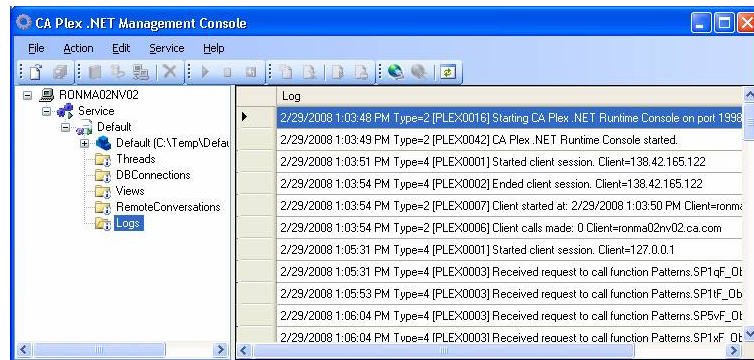 CA Plex .NET Management Console
File Action Edit Service Help
RONMA02NV02
Service
Default
Default (C:\Temp\Defau
Threads
DBConnections
Views
RemoteConversations
Logs
Log
2/29/2008 1:03:48 PM Type=2 [PLEX0016] Starting CA Plex .NET Runtime Console on port 1998
2/29/2008 1:03:49 PM Type=2 [PLEX0042] CA Plex .NET Runtime Console started.
2/29/2008 1:03:51 PM Type=4 [PLEX0001] Started client session. Client=138.42.165.122
2/29/2008 1:03:54 PM Type=4 [PLEX0002] Ended client session. Client=138.42.165.122
2/29/2008 1:03:54 PM Type=2 [PLEX0007] Client started at: 2/29/2008 1:03:50 PM Client=ronma
2/29/2008 1:03:54 PM Type=2 [PLEX0006] Client calls made: 0 Client=ronma02nv02.ca.com
2/29/2008 1:05:31 PM Type=4 [PLEX0001] Started client session. Client=127.0.0.1
2/29/2008 1:05:31 PM Type=4 [PLEX0003] Received request to call function Patterns.SP1qF_Ob
2/29/2008 1:05:53 PM Type=4 [PLEX0003] Received request to call function Patterns.SP1tF_Ob
2/29/2008 1:06:04 PM Type=4 [PLEX0003] Received request to call function Patterns.SP5vF_Ob
2/29/2008 1:06:04 PM Type=4 [PLEX0003] Received request to call function Patterns.SP1xF_Ob